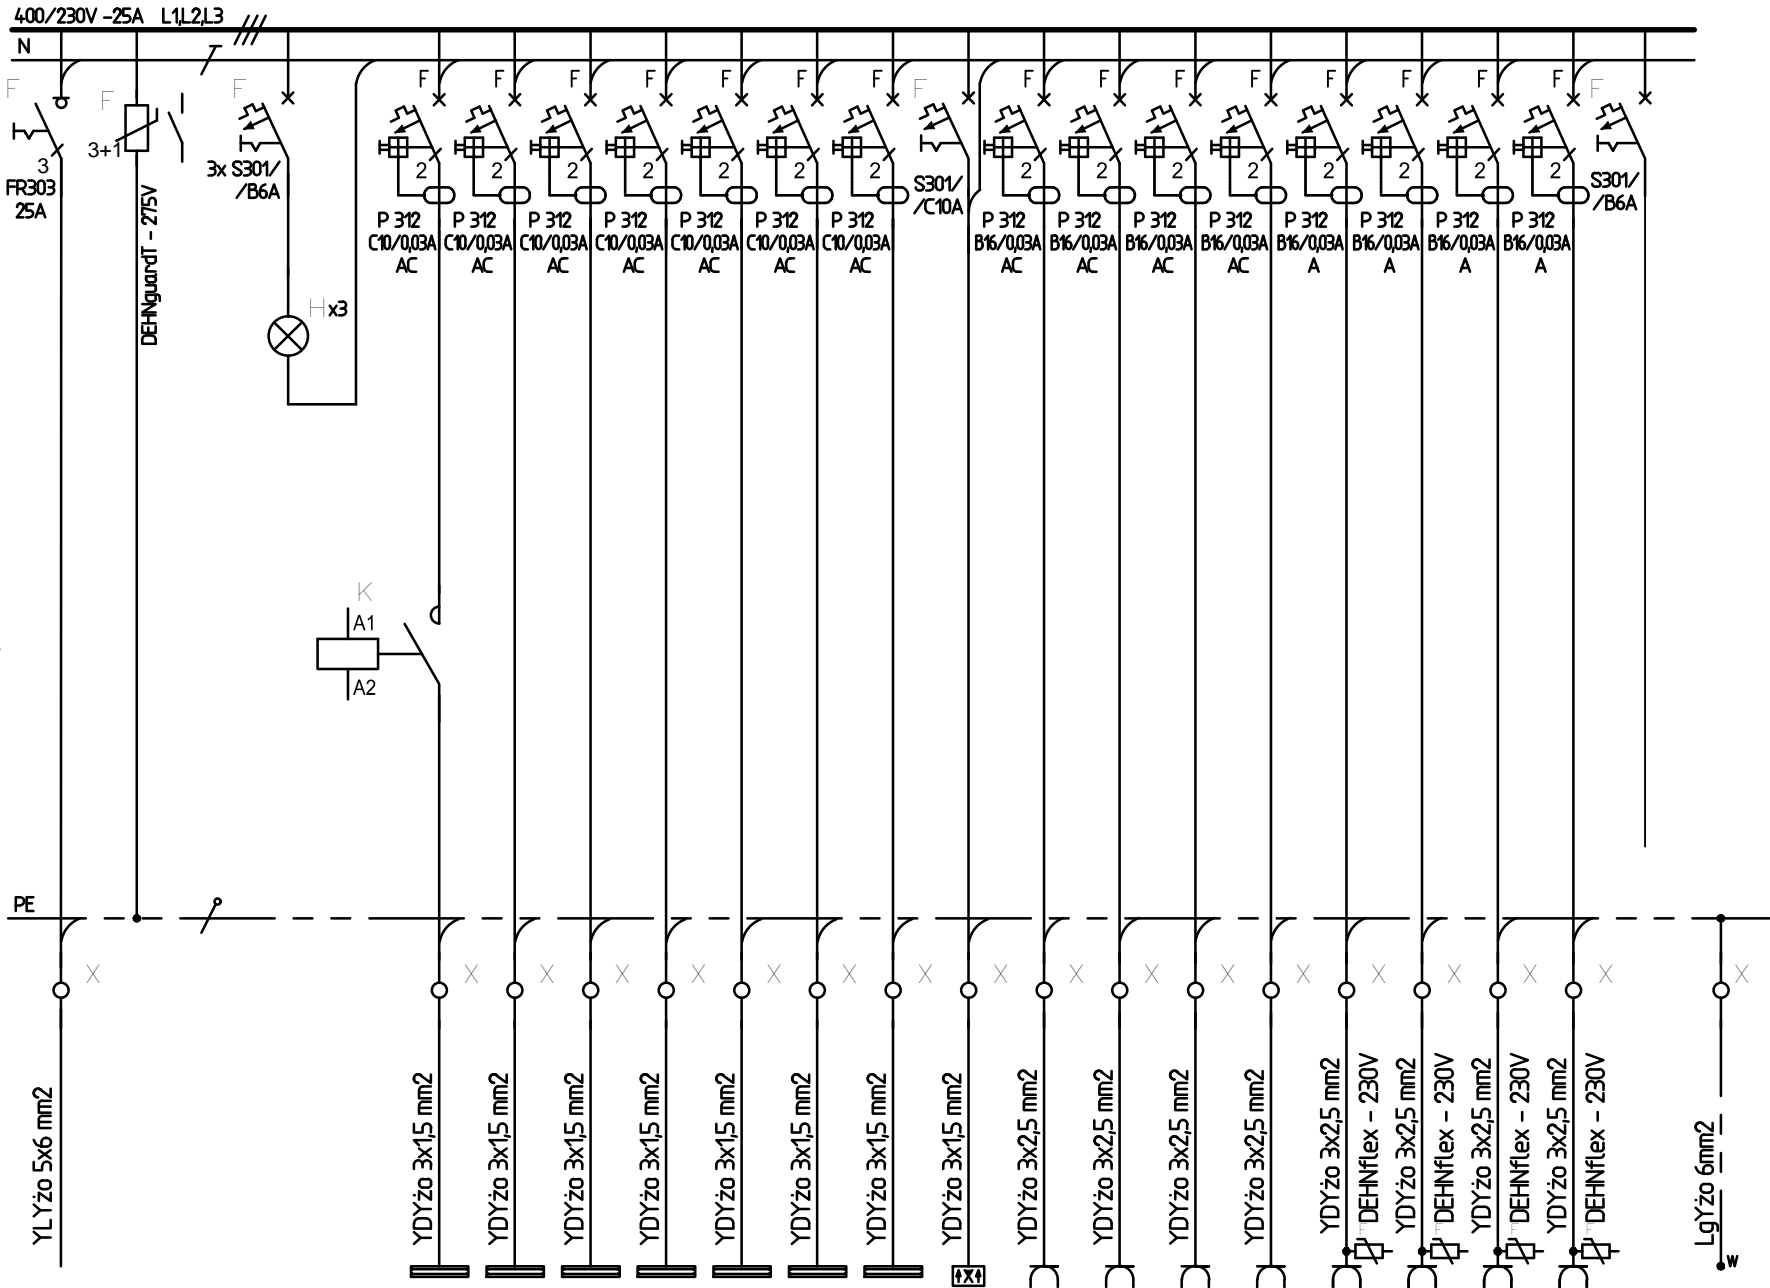 400/230V -25A L1,L2,L3
N
F
3
FR303
25A
F
3+1
DEHNguardT - 275V
F
3x S301/
/B6A
H x3
F F F F F F F F F F F F F F F F F
2 2 2 2 2 2 2 2 2 2 2 2 2 2 2
P 312
C10/0,03A
AC
P 312
C10/0,03A
AC
P 312
C10/0,03A
AC
P 312
C10/0,03A
AC
P 312
C10/0,03A
AC
P 312
C10/0,03A
AC
P 312
C10/0,03A
AC
S301/
/C10A
P 312
B16/0,03A
AC
P 312
B16/0,03A
AC
P 312
B16/0,03A
AC
P 312
B16/0,03A
AC
P 312
B16/0,03A
A
P 312
B16/0,03A
A
P 312
B16/0,03A
A
P 312
B16/0,03A
A
S301/
/B6A
K
A1
A2
PE
X X X X X X X X X X X X X X X X X X
YLYżo 5x6 mm2
YDYżo 3x1,5 mm2
YDYżo 3x1,5 mm2
YDYżo 3x1,5 mm2
YDYżo 3x1,5 mm2
YDYżo 3x1,5 mm2
YDYżo 3x1,5 mm2
YDYżo 3x1,5 mm2
YDYżo 3x1,5 mm2
YDYżo 3x2,5 mm2
YDYżo 3x2,5 mm2
YDYżo 3x2,5 mm2
YDYżo 3x2,5 mm2
YDYżo 3x2,5 mm2
F DEHNflex - 230V
YDYżo 3x2,5 mm2
F DEHNflex - 230V
YDYżo 3x2,5 mm2
F DEHNflex - 230V
YDYżo 3x2,5 mm2
F DEHNflex - 230V
LgYżo 6mm2
w